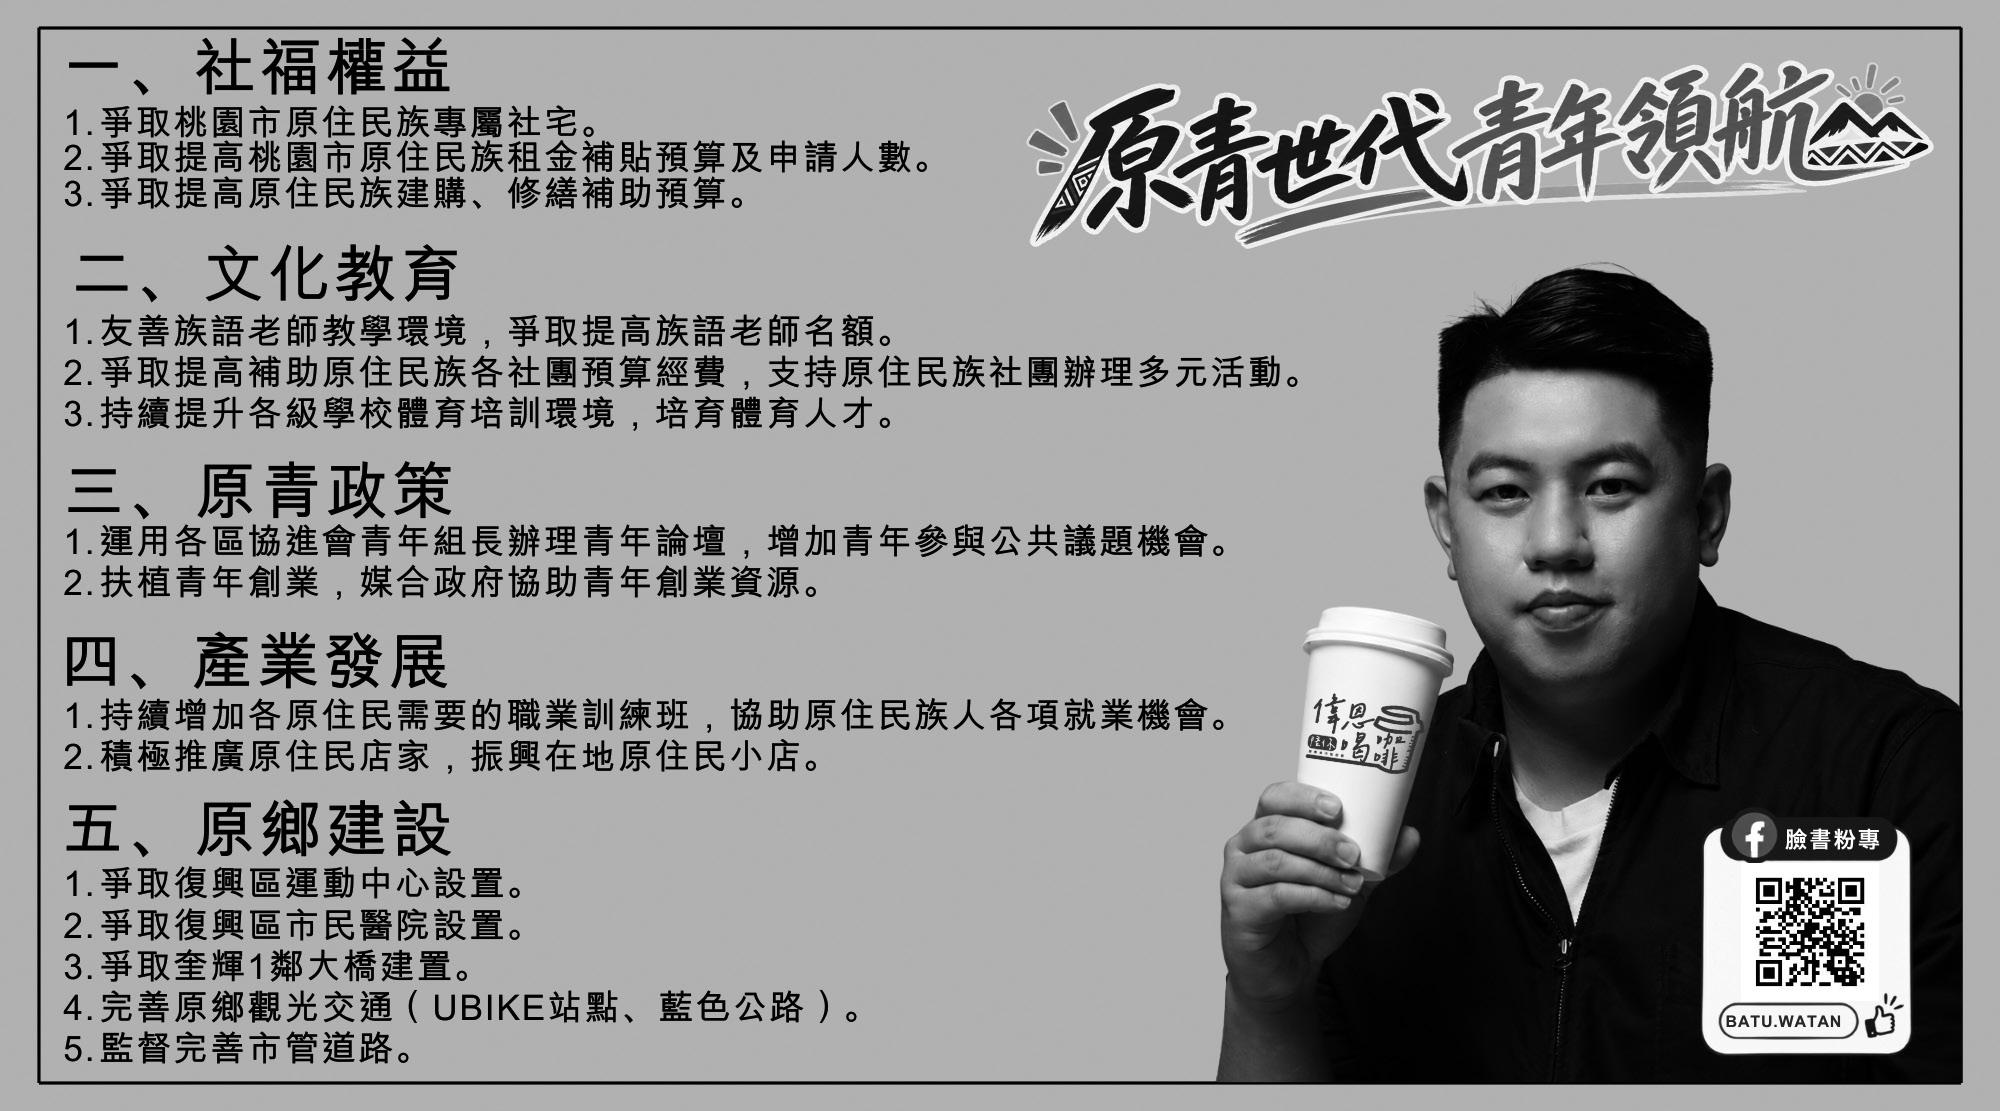 一、社福權益
1.爭取桃園市原住民族專屬社宅。
2.爭取提高桃園市原住民族租金補貼預算及申請人數。
3.爭取提高原住民族建購、修繕補助預算。
原青世代青年領航
二、文化教育
1.友善族語老師教學環境，爭取提高族語老師名額。
2.爭取提高補助原住民族各社團預算經費，支持原住民族社團辦理多元活動。
3.持續提升各級學校體育培訓環境，培育體育人才。
三、原青政策
1.運用各區協進會青年組長辦理青年論壇，增加青年參與公共議題機會。
2.扶植青年創業，媒合政府協助青年創業資源。
四、產業發展
1.持續增加各原住民需要的職業訓練班，協助原住民族人各項就業機會。
2.積極推廣原住民店家，振興在地原住民小店。
五、原鄉建設
1.爭取復興區運動中心設置。
2.爭取復興區市民醫院設置。
3.爭取奎輝1鄰大橋建置。
4.完善原鄉觀光交通（UBIKE站點、藍色公路）。
5.監督完善市管道路。
偉恩
喝咖啡
臉書粉專
BATU.WATAN